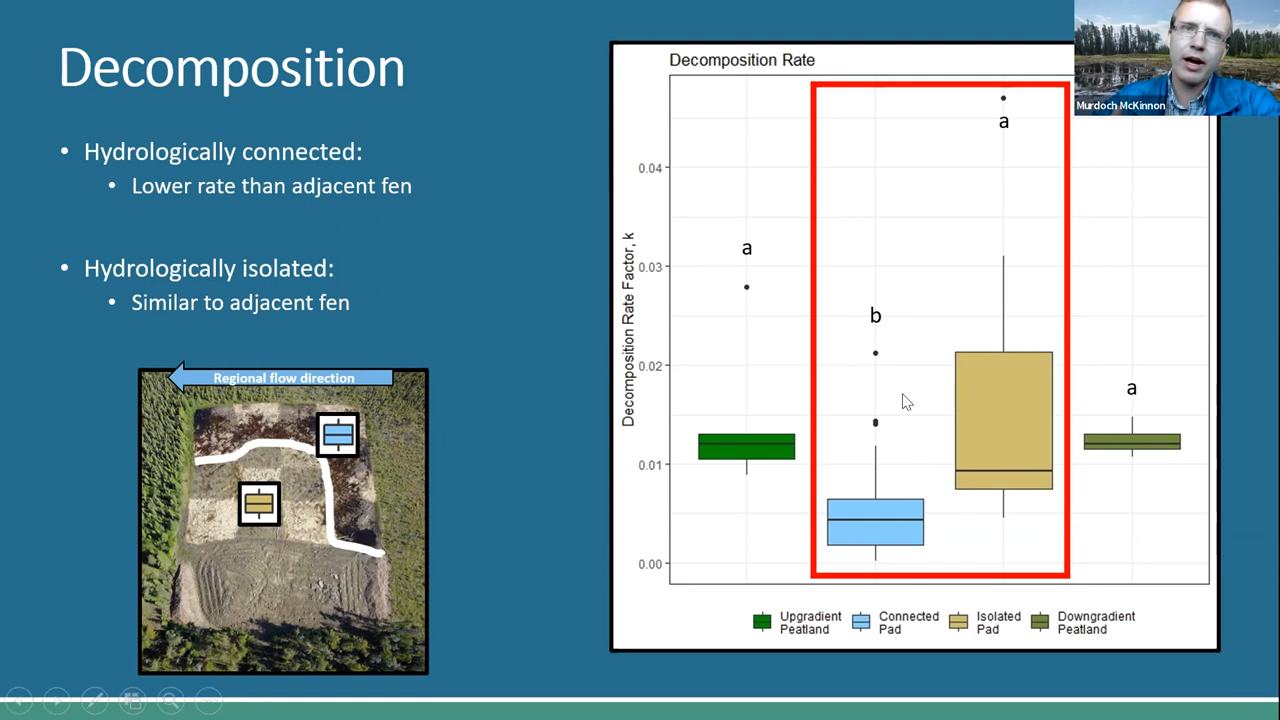 Decomposition
• Hydrologically connected:
• Lower rate than adjacent fen
• Hydrologically isolated:
• Similar to adjacent fen
Regional flow direction
Decomposition Rate
Murdoch McKinnon
Decomposition Rate Factor, k
0.04
0.03
0.02
0.01
0.00
a
b
a
a
Upgradient
Peatland
Connected
Pad
Isolated
Pad
Downgradient
Peatland